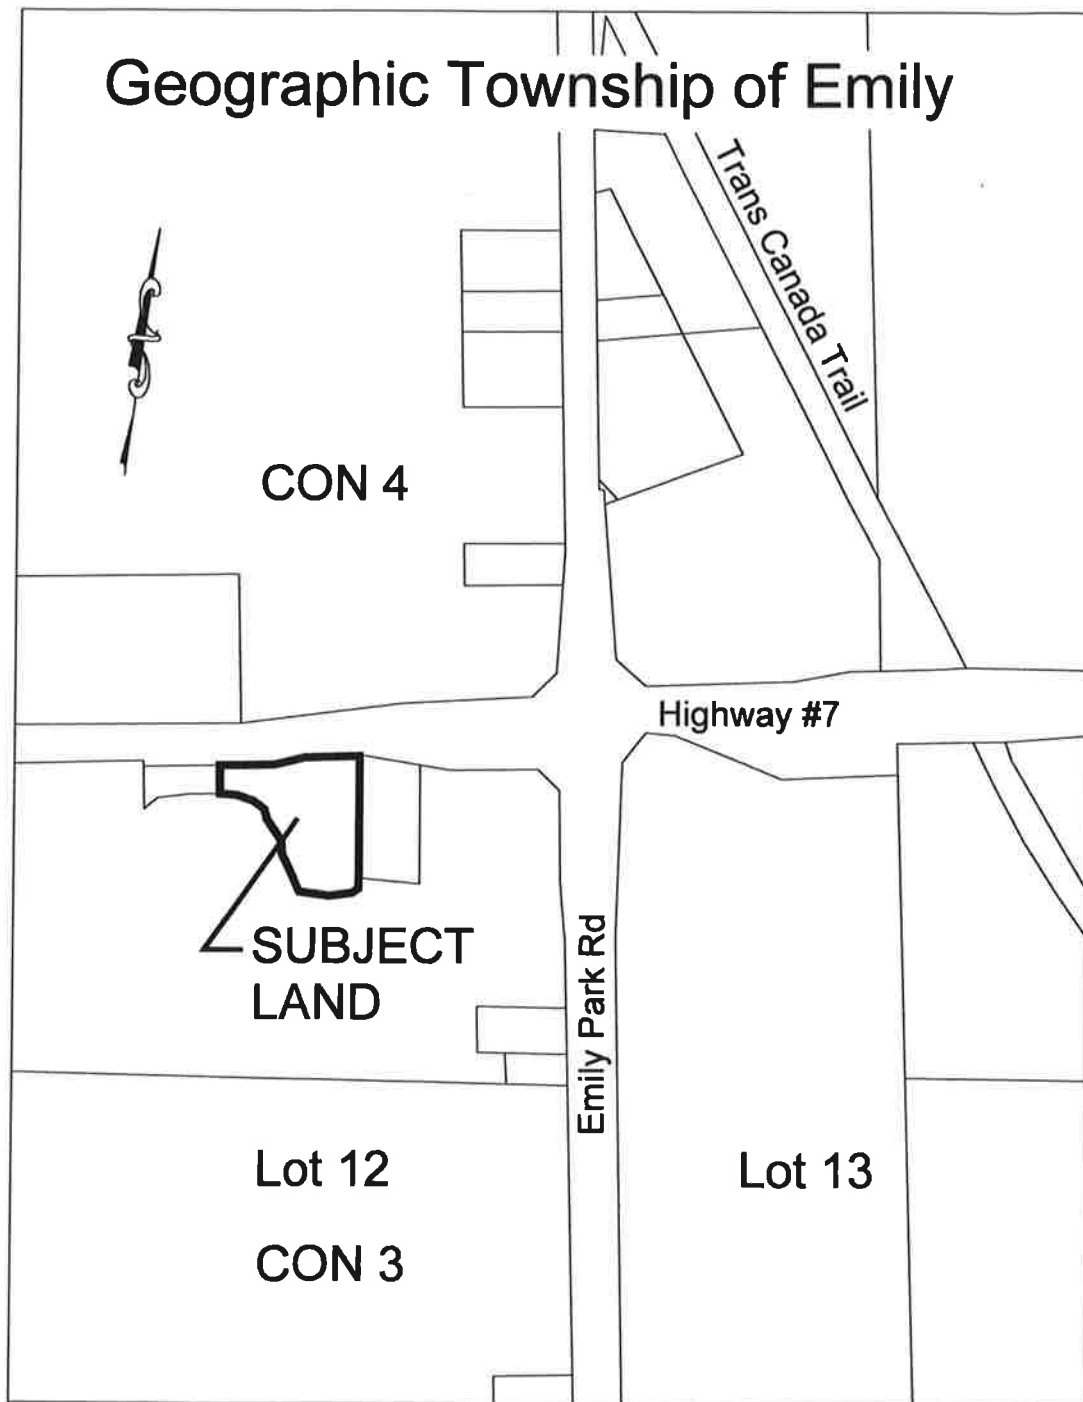 Geographic Township of Emily
Trans Canada Trail
CON 4
Highway #7
SUBJECT
LAND
Emily Park Rd
Lot 12
Lot 13
CON 3